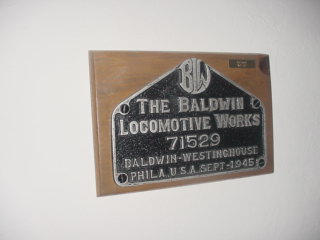 BLW
THE BALDWIN
LOCOMOTIVE WORKS
71529
BALDWIN-WESTINGHOUSE
PHILA. U.S.A. SEPT-1945